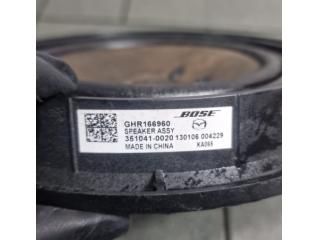 GHR166960
BOSE
SPEAKER ASSY
351041-0020 130106 004229
MADE IN CHINA KA065